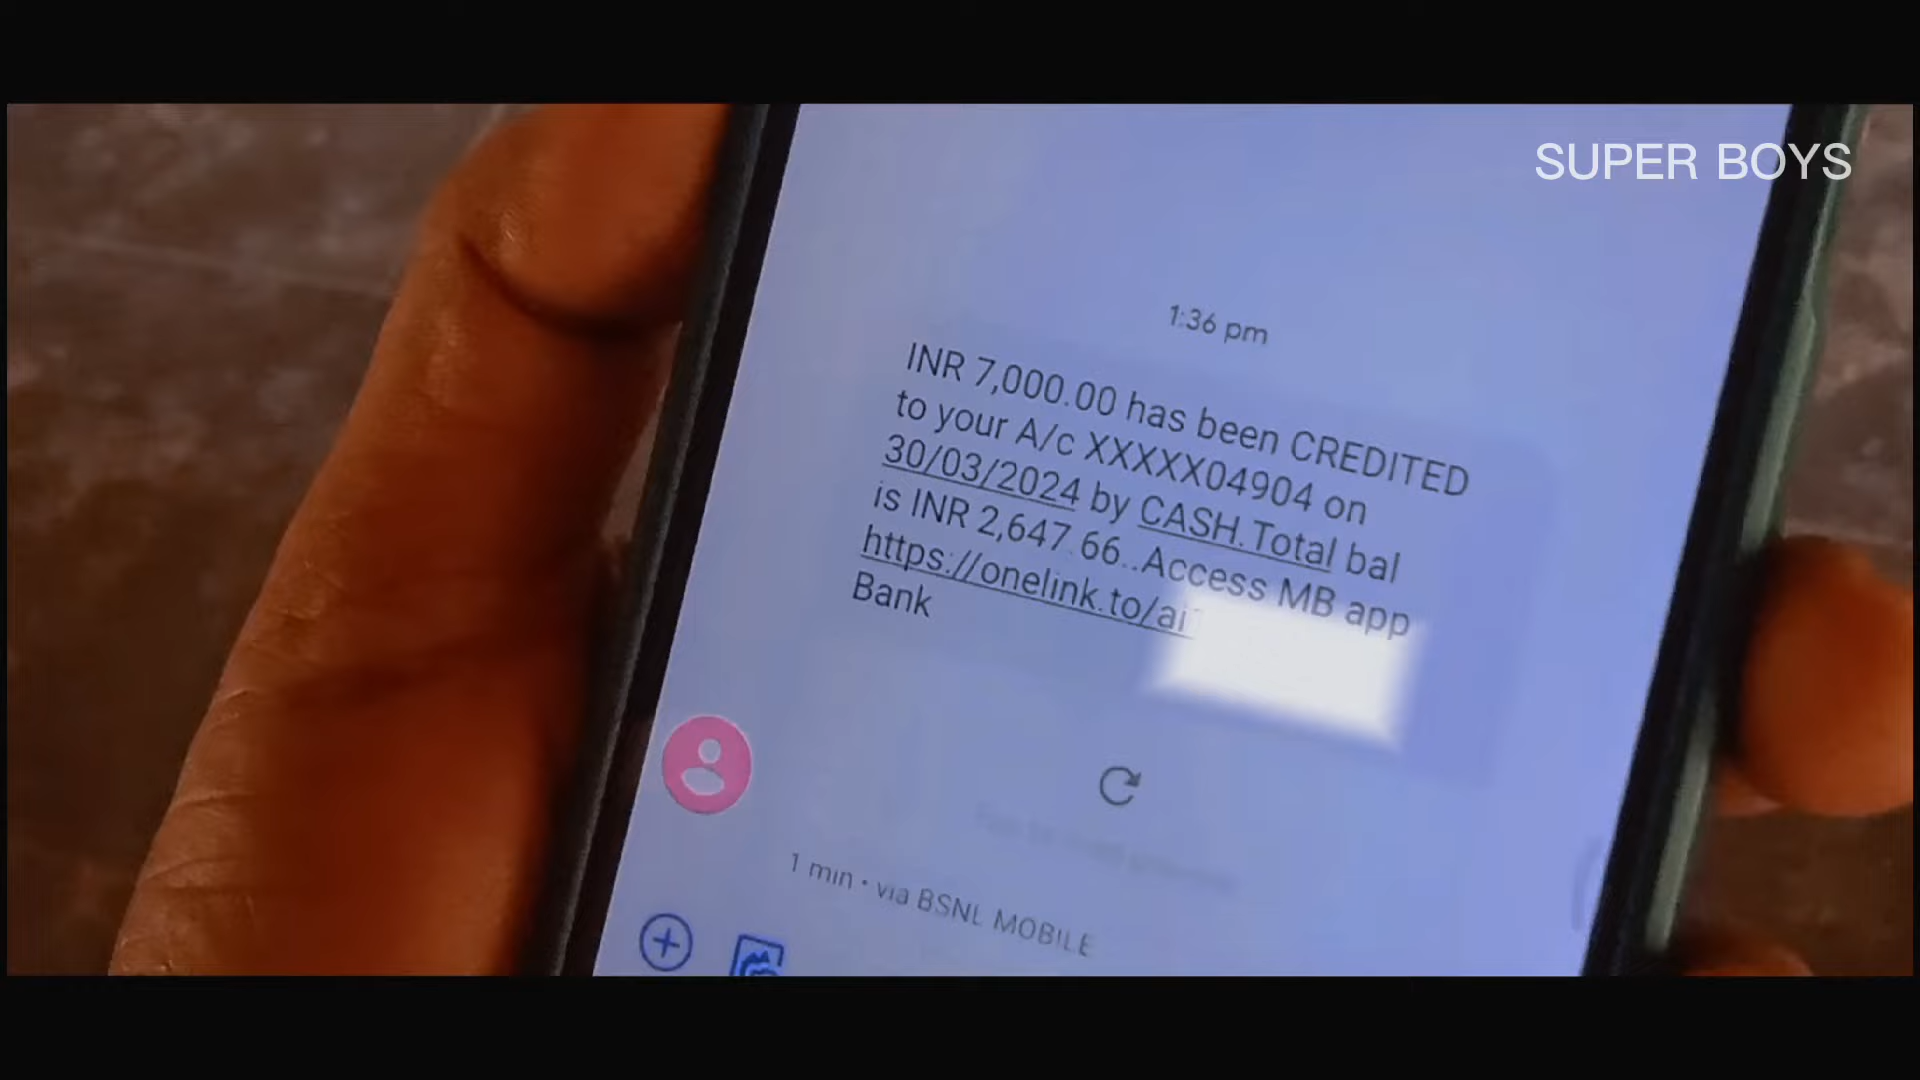 SUPER BOYS
1:36 pm
INR 7,000.00 has been CREDITED
to your A/c XXXXX04904 on
30/03/2024 by CASH.Total bal
is INR 2,647.66..Access MB app
https://onelink.to/ai
Bank
1 min • via BSNL MOBILE